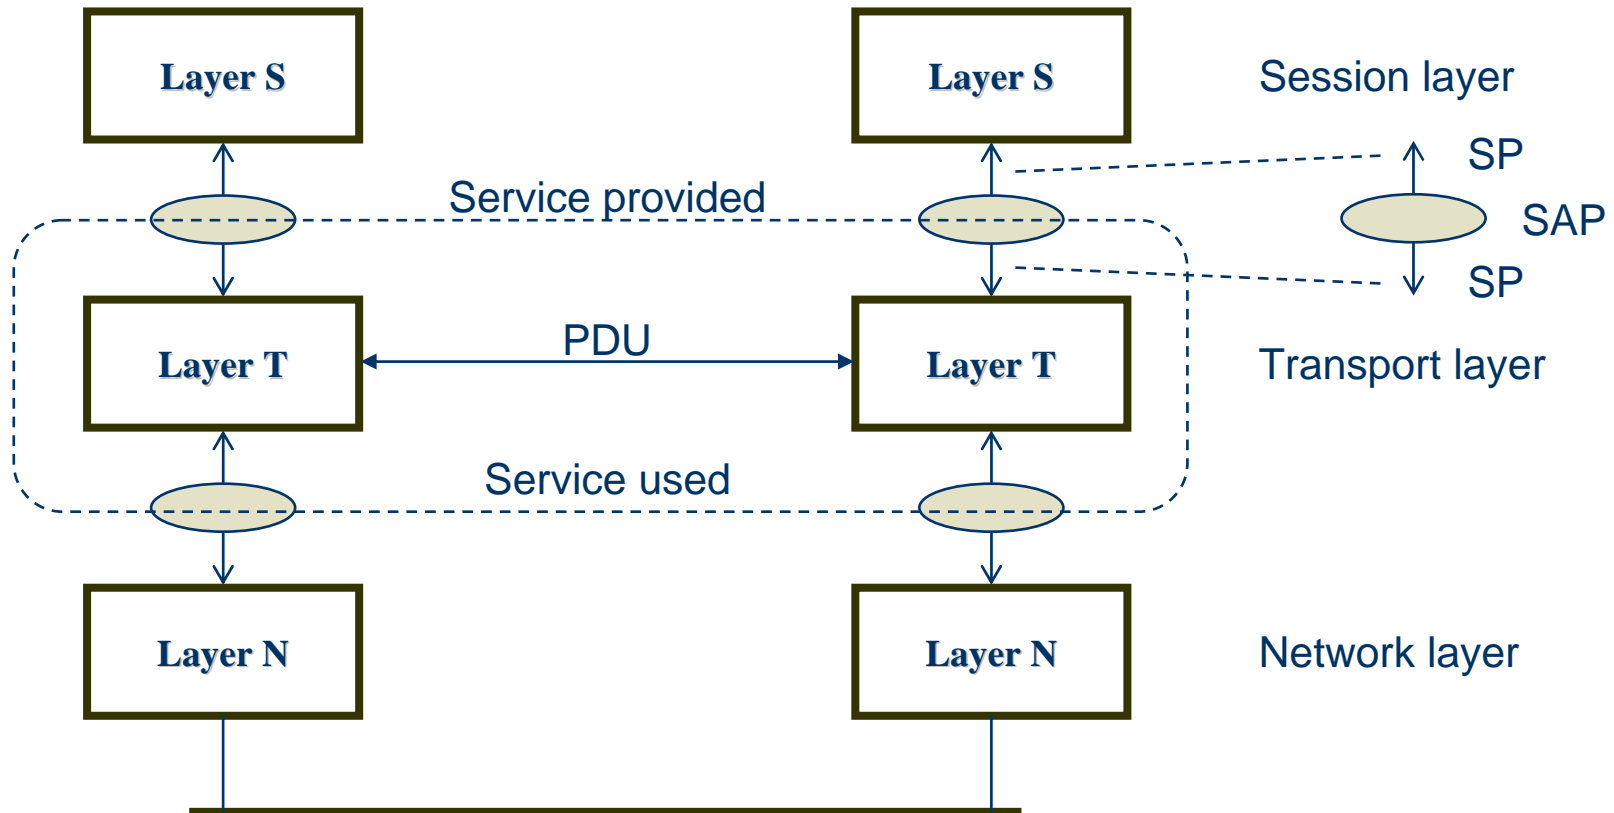 Layer S
Layer S
Session layer
SP
Service provided
SAP
SP
PDU
Layer T
Layer T
Transport layer
Service used
Layer N
Layer N
Network layer